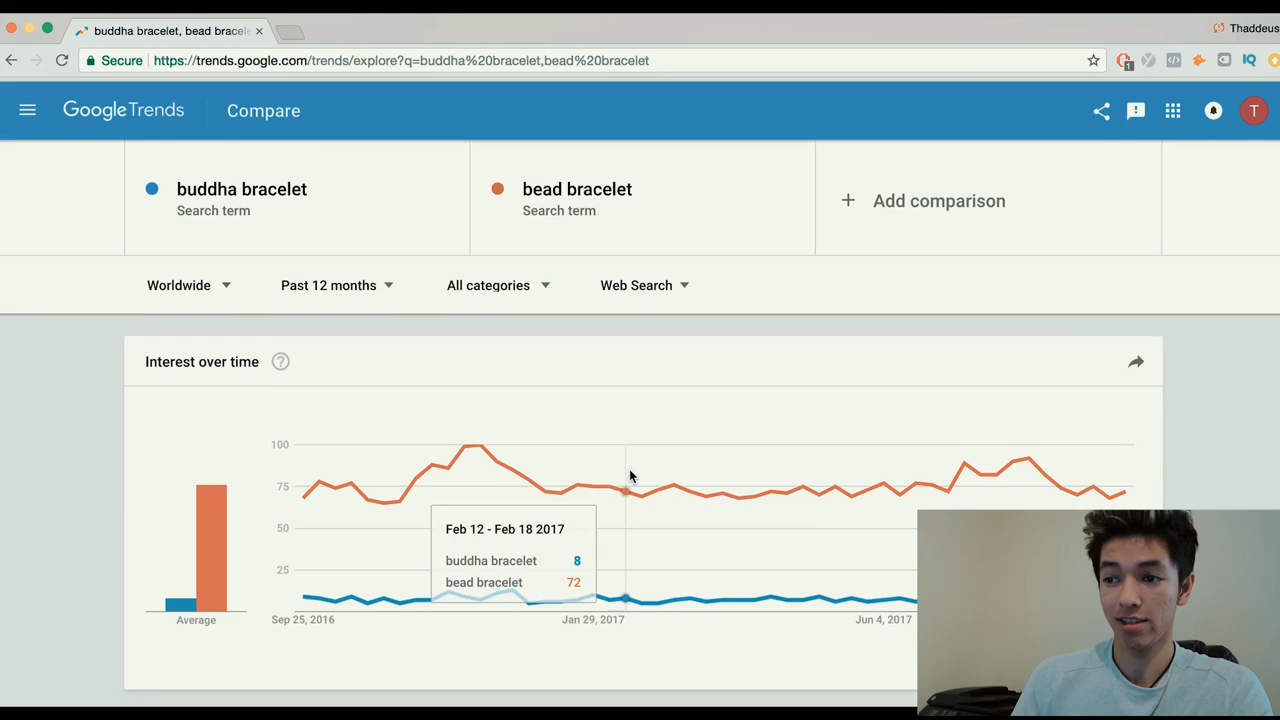 buddha bracelet, bead bracele
Thaddeus
Secure
https://trends.google.com/trends/explore?q=buddha%20bracelet,bead%20bracelet
1
IQ
Google Trends
Compare
T
buddha bracelet
Search term
bead bracelet
Search term
+ Add comparison
Worldwide
Past 12 months
All categories
Web Search
Interest over time ?
100
75
50
25
Feb 12 - Feb 18 2017
buddha bracelet 8
bead bracelet 72
Average
Sep 25, 2016
Jan 29, 2017
Jun 4, 2017